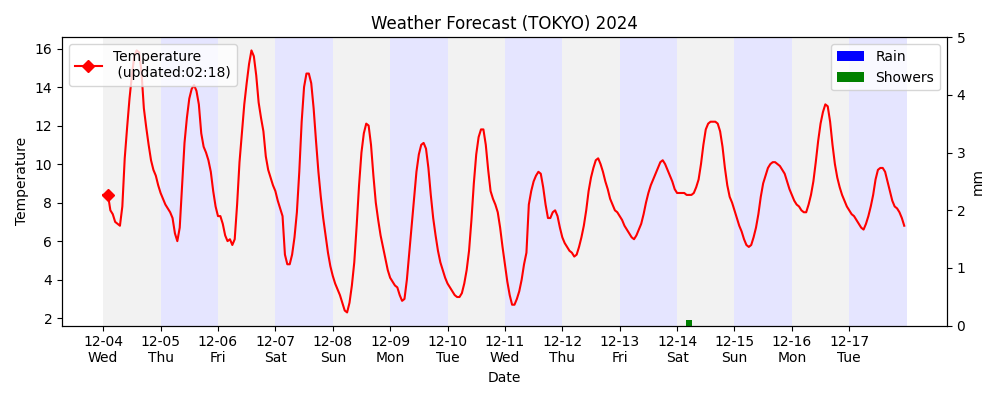 Weather Forecast (TOKYO) 2024
Temperature
(updated:02:18)
Rain
Showers
Temperature
16
14
12
10
8
6
4
2
5
4
3
2
1
0
mm
12-04 12-05 12-06 12-07 12-08 12-09 12-10 12-11 12-12 12-13 12-14 12-15 12-16 12-17
Wed Thu Fri Sat Sun Mon Tue Wed Thu Fri Sat Sun Mon Tue
Date